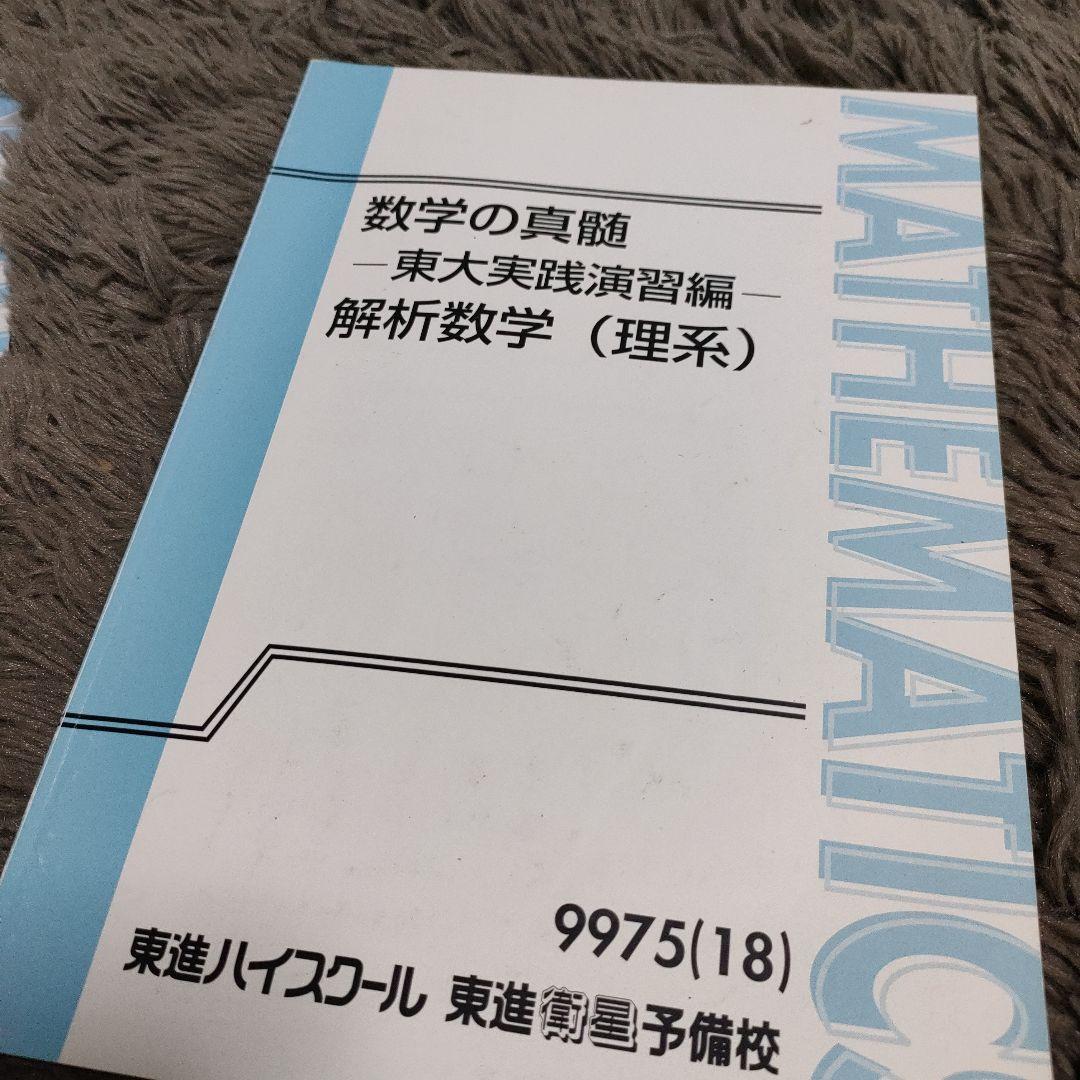 数学の真髄
―東大実践演習編―
解析数学（理系）
MATHEMATICS
9975(18)
東進ハイスクール 東進衛星予備校